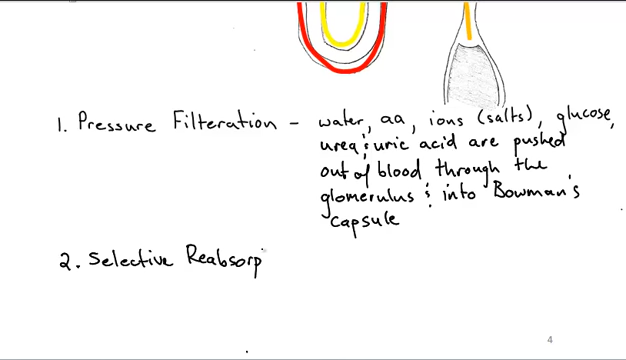 1. Pressure Filteration – water, aa, ions (salts), glucose,
urea & uric acid are pushed
out of blood through the
glomerulus & into Bowman's
capsule
2. Selective Reabsorp
4